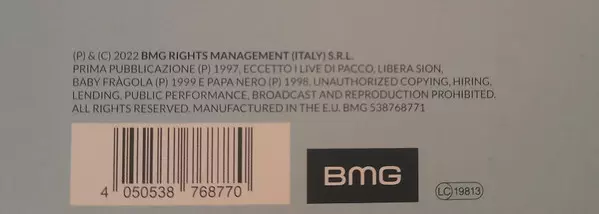 (P) & (C) 2022 BMG RIGHTS MANAGEMENT (ITALY) S.R.L.
PRIMA PUBBLICAZIONE (P) 1997, ECCETTO I LIVE DI PACCO, LIBERA SION,
BABY FRÀGOLA (P) 1999 E PAPA NERO (P) 1998. UNAUTHORIZED COPYING, HIRING,
LENDING, PUBLIC PERFORMANCE, BROADCAST AND REPRODUCTION PROHIBITED.
ALL RIGHTS RESERVED. MANUFACTURED IN THE E.U. BMG 538768771
4 050538 768770
BMG
LC 19813